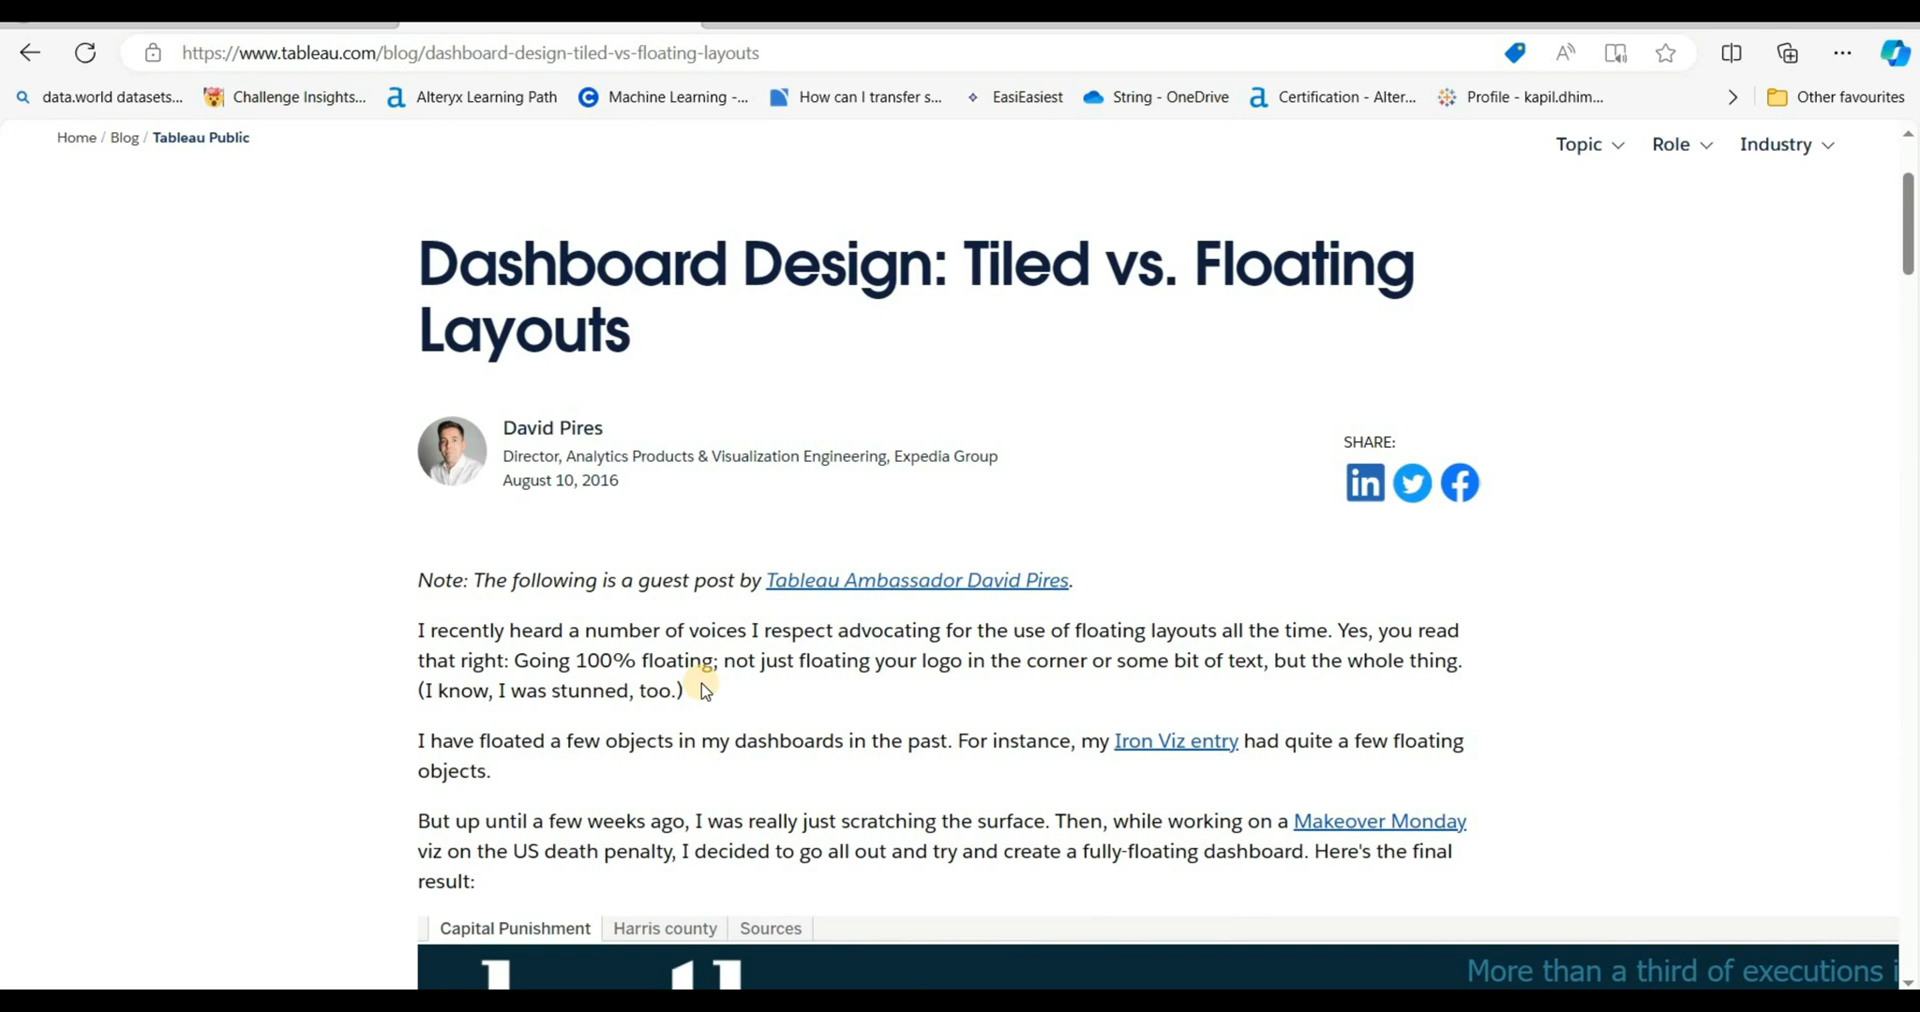 https://www.tableau.com/blog/dashboard-design-tiled-vs-floating-layouts
data.world datasets... Challenge Insights... Alteryx Learning Path Machine Learning -... How can I transfer s... EasiEasiest String - OneDrive Certification - Alter... Profile - kapil.dhim... Other favourites
Home / Blog / Tableau Public
Topic Role Industry
Dashboard Design: Tiled vs. Floating
Layouts
David Pires
Director, Analytics Products & Visualization Engineering, Expedia Group
August 10, 2016
SHARE:
Note: The following is a guest post by Tableau Ambassador David Pires.
I recently heard a number of voices I respect advocating for the use of floating layouts all the time. Yes, you read
that right: Going 100% floating; not just floating your logo in the corner or some bit of text, but the whole thing.
(I know, I was stunned, too.)
I have floated a few objects in my dashboards in the past. For instance, my Iron Viz entry had quite a few floating
objects.
But up until a few weeks ago, I was really just scratching the surface. Then, while working on a Makeover Monday
viz on the US death penalty, I decided to go all out and try and create a fully-floating dashboard. Here's the final
result:
Capital Punishment Harris county Sources
More than a third of executions i